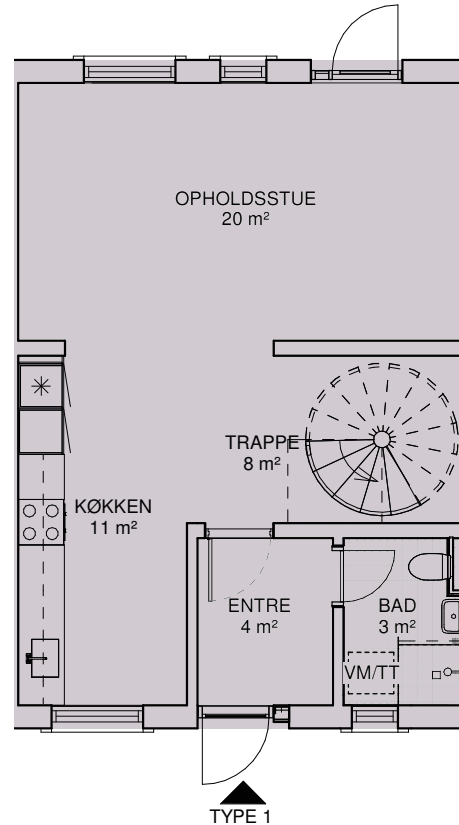 OPHOLDSSTUE
20 m²
TRAPPE
8 m²
KØKKEN
11 m²
ENTRE
4 m²
BAD
3 m²
VM/TT
TYPE 1